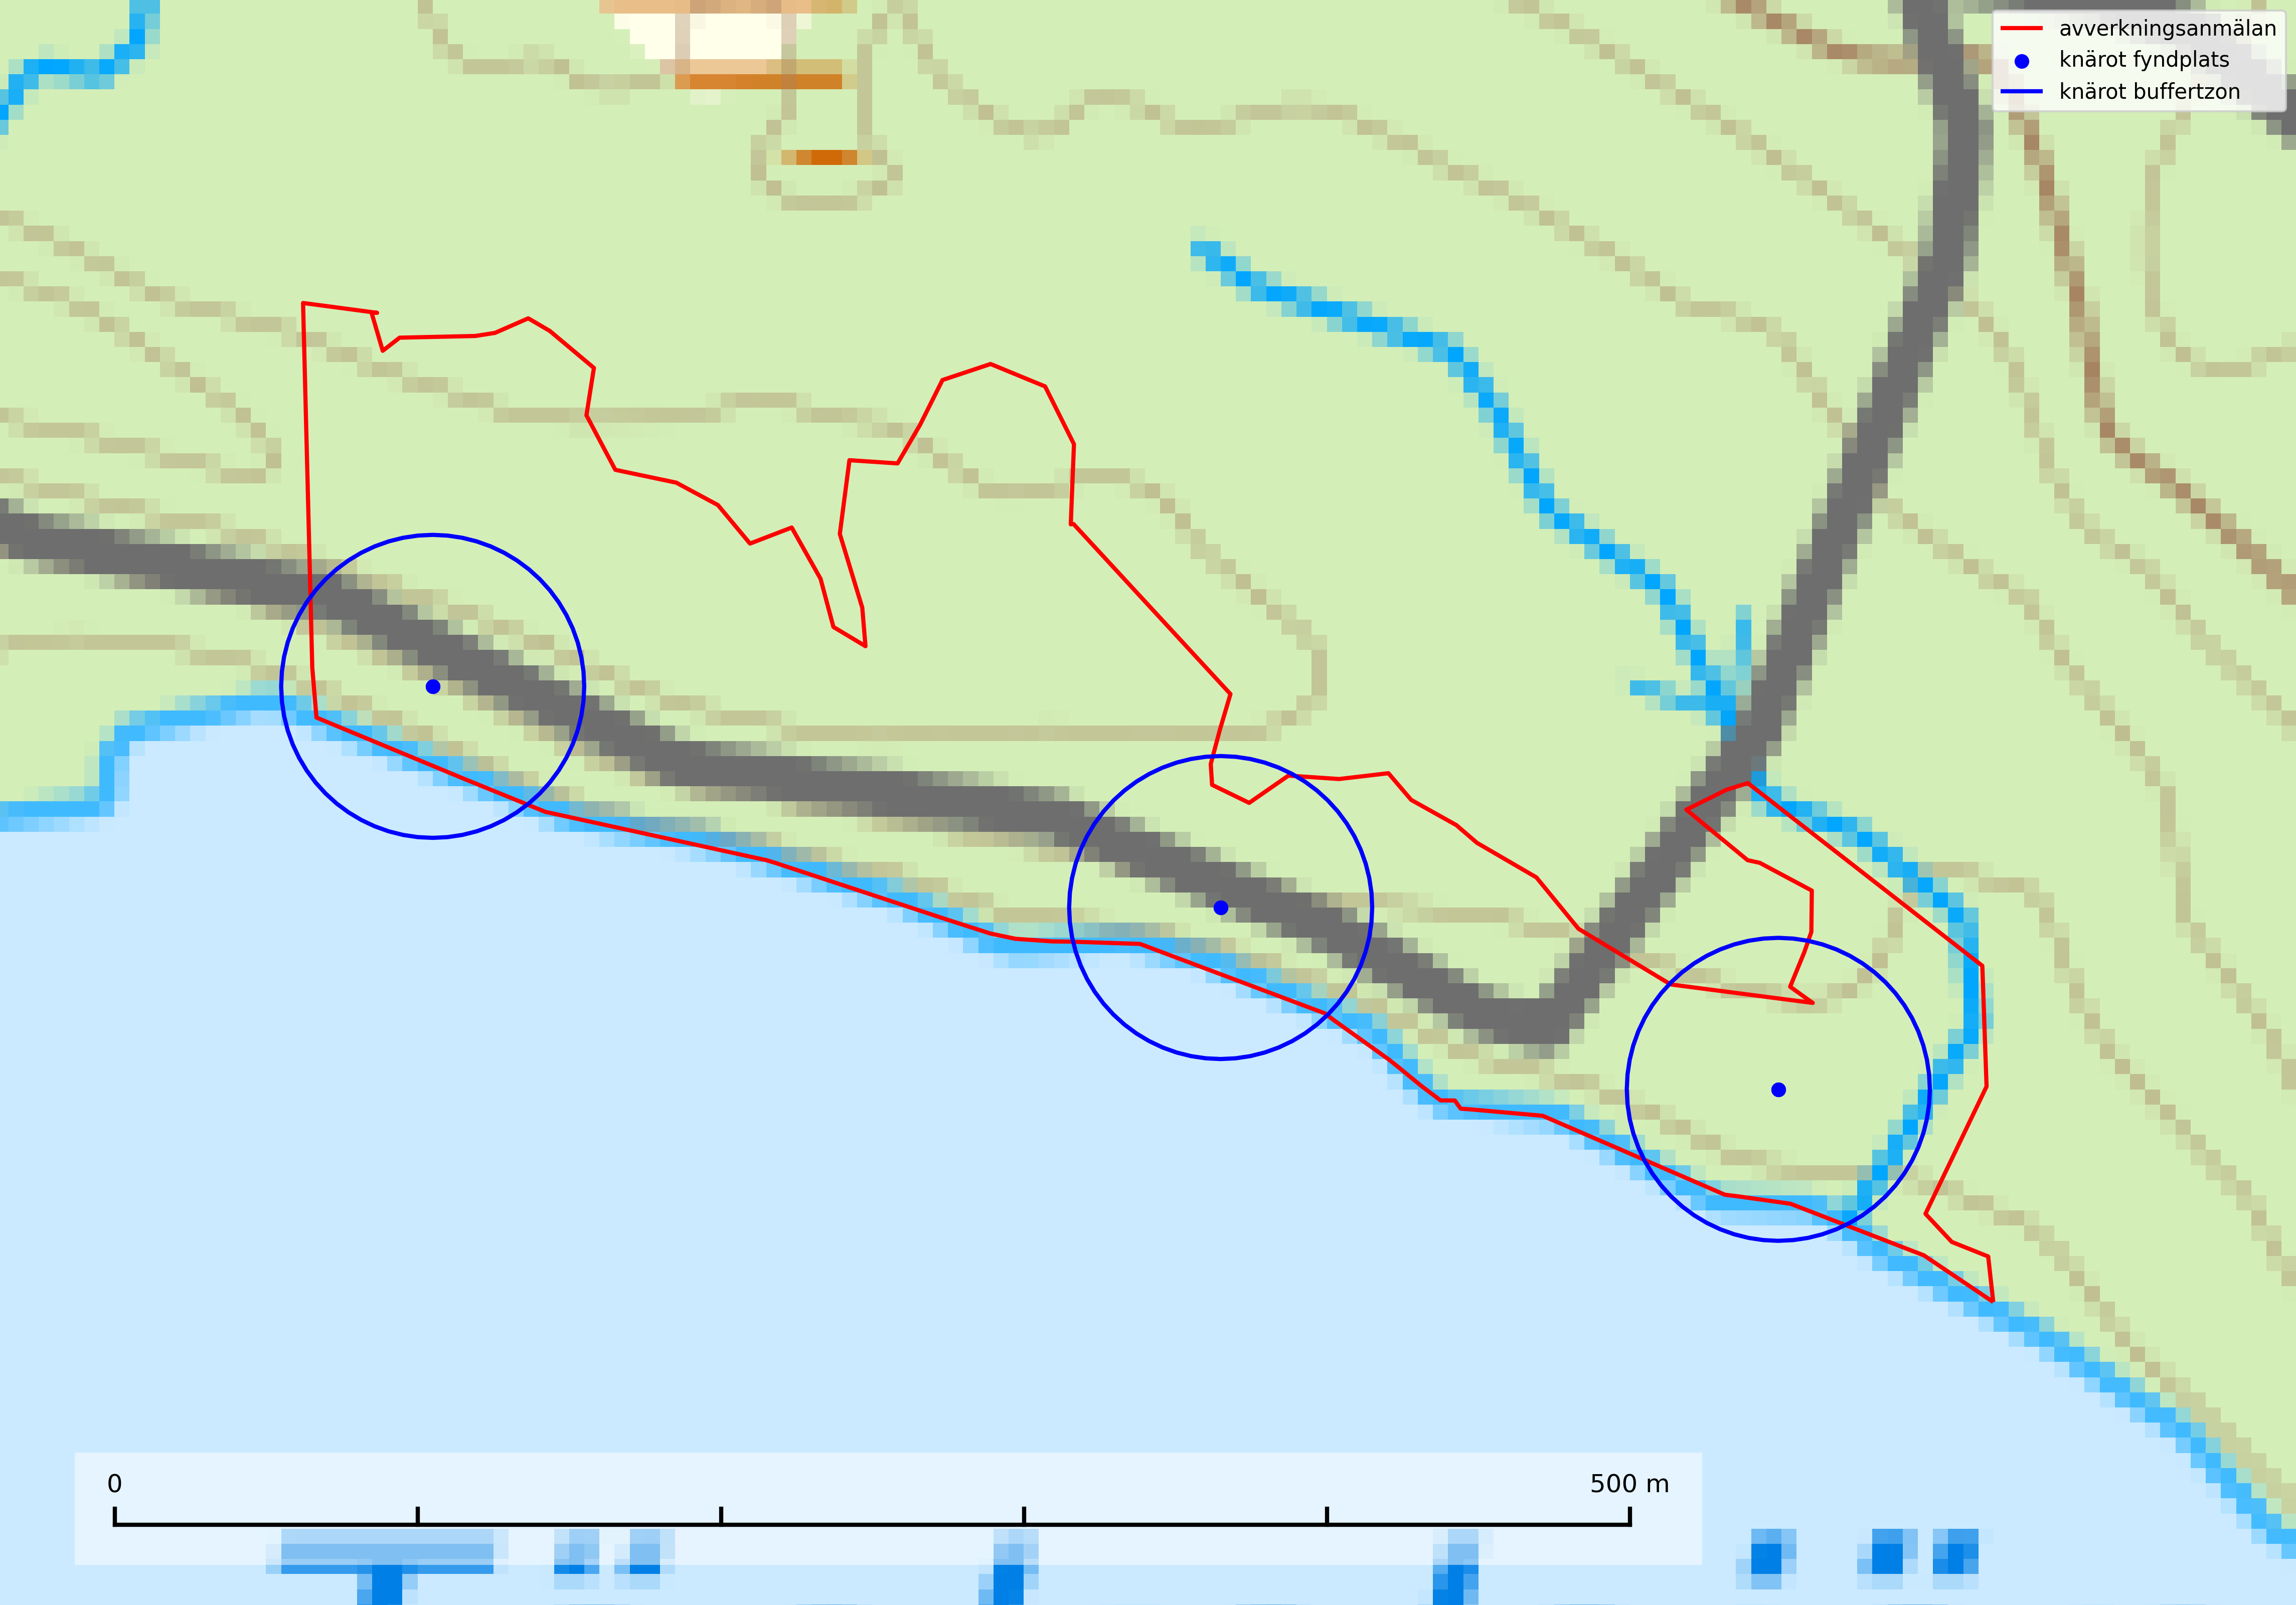 avverkningsanmälan
knärot fyndplats
knärot buffertzon
0 500 m